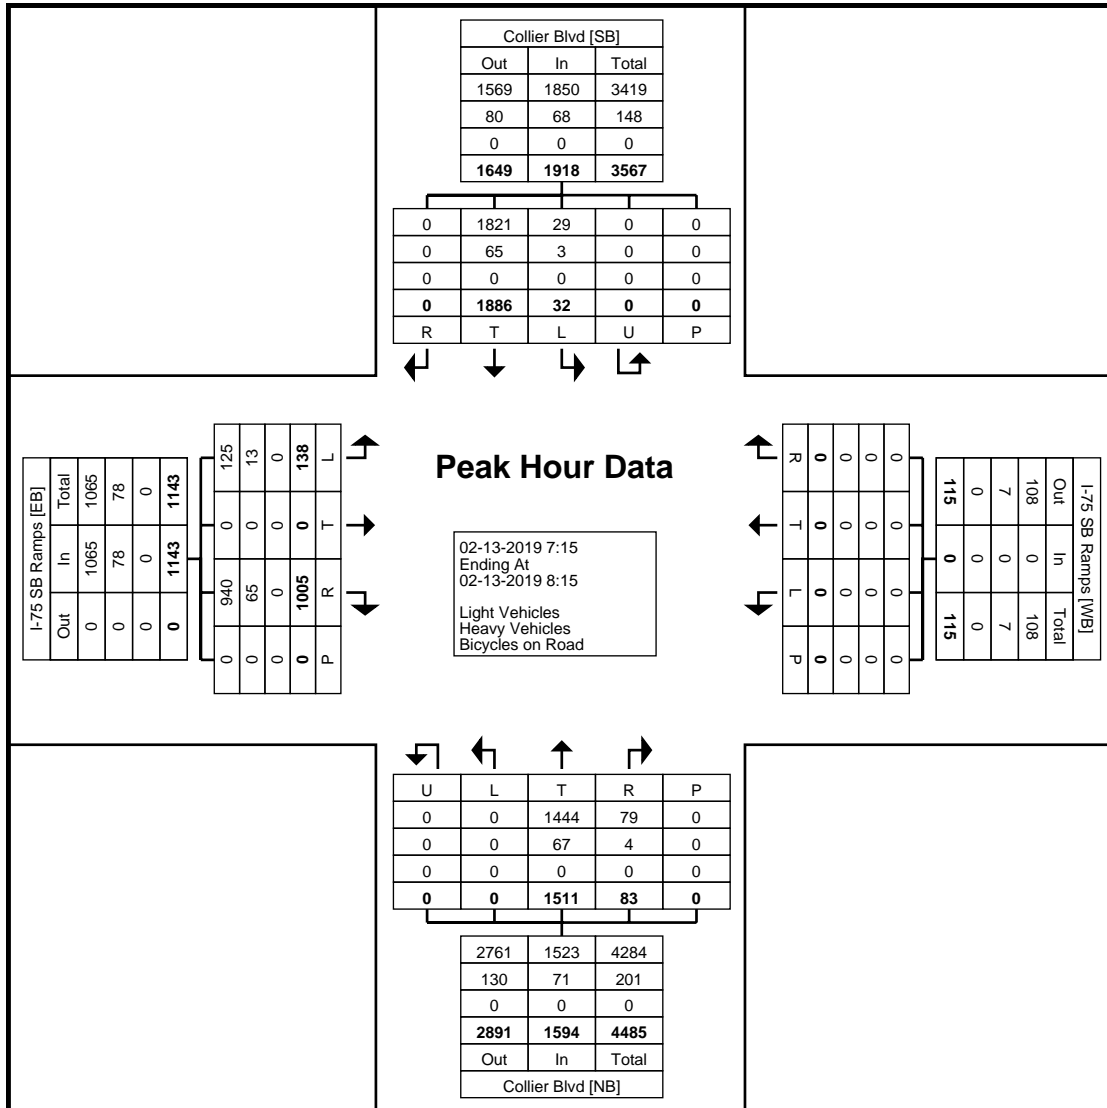 Collier Blvd [SB]
Out In Total
1569 1850 3419
80 68 148
0 0 0
1649 1918 3567
0 1821 29 0 0
0 65 3 0 0
0 0 0 0 0
0 1886 32 0 0
R T L U P
I-75 SB Ramps [EB]
Out In Total
0 1065 1065
0 78 78
0 0 0
0 1143 1143
0 940 0 125
0 65 0 13
0 0 0 0
0 1005 0 138
P R T L
Peak Hour Data
02-13-2019 7:15
Ending At
02-13-2019 8:15
Light Vehicles
Heavy Vehicles
Bicycles on Road
I-75 SB Ramps [WB]
Out In Total
108 0 108
7 0 7
0 0 0
115 0 115
0 0 0 0
0 0 0 0
0 0 0 0
0 0 0 0
R T L P
U L T R P
0 0 1444 79 0
0 0 67 4 0
0 0 0 0 0
0 0 1511 83 0
2761 1523 4284
130 71 201
0 0 0
2891 1594 4485
Out In Total
Collier Blvd [NB]